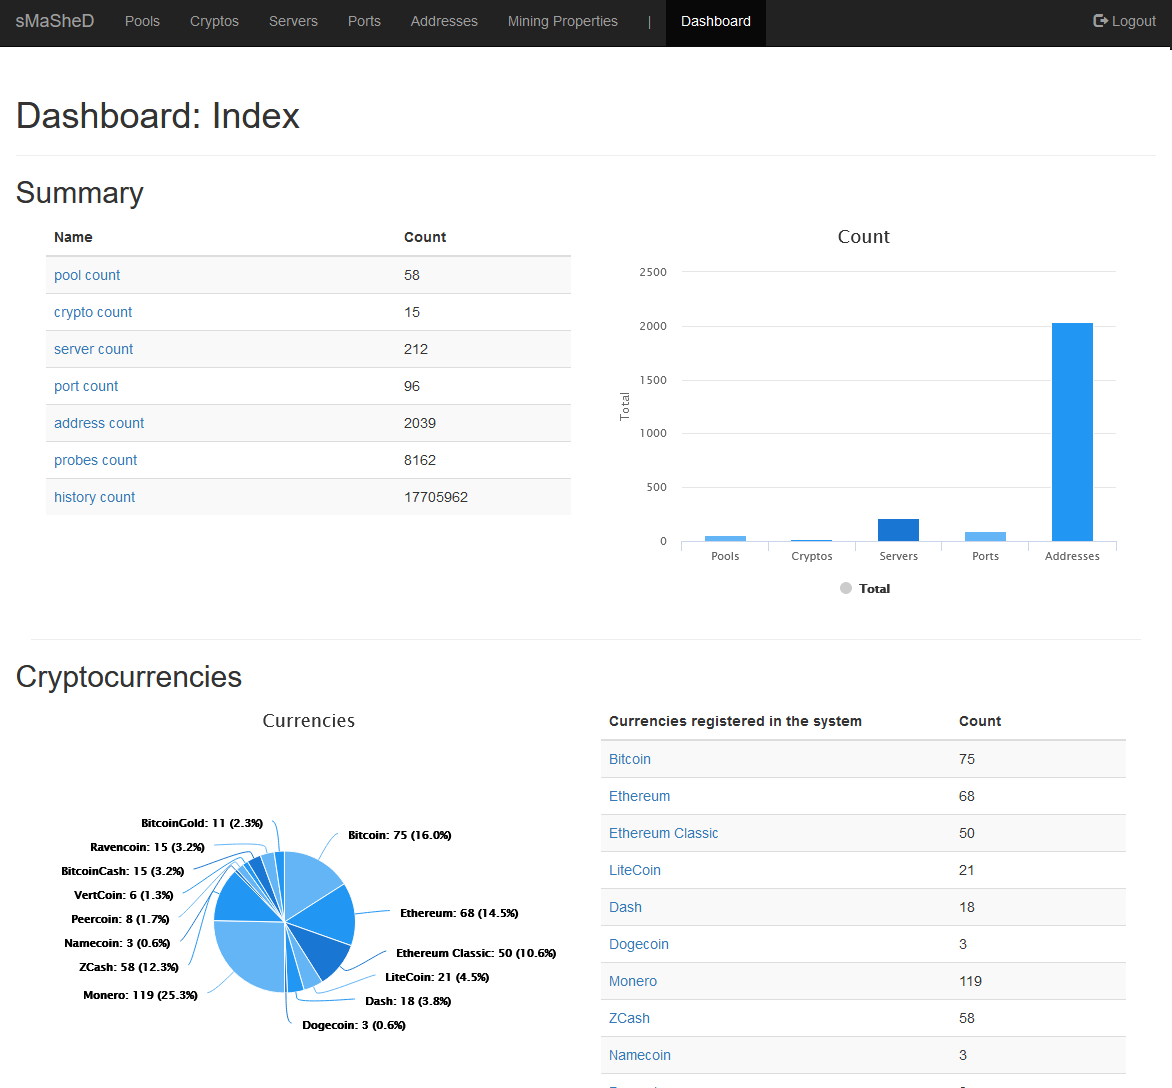 sMaSheD Pools Cryptos Servers Ports Addresses Mining Properties | Dashboard Logout
Dashboard: Index
Summary
Name Count
pool count 58
crypto count 15
server count 212
port count 96
address count 2039
probes count 8162
history count 17705962
Count
2500
2000
1500
1000
500
0
Total
Pools Cryptos Servers Ports Addresses
Total
Cryptocurrencies
Currencies
BitcoinGold: 11 (2.3%)
Ravencoin: 15 (3.2%)
BitcoinCash: 15 (3.2%)
VertCoin: 6 (1.3%)
Peercoin: 8 (1.7%)
Namecoin: 3 (0.6%)
ZCash: 58 (12.3%)
Monero: 119 (25.3%)
Bitcoin: 75 (16.0%)
Ethereum: 68 (14.5%)
Ethereum Classic: 50 (10.6%)
LiteCoin: 21 (4.5%)
Dash: 18 (3.8%)
Dogecoin: 3 (0.6%)
Currencies registered in the system Count
Bitcoin 75
Ethereum 68
Ethereum Classic 50
LiteCoin 21
Dash 18
Dogecoin 3
Monero 119
ZCash 58
Namecoin 3